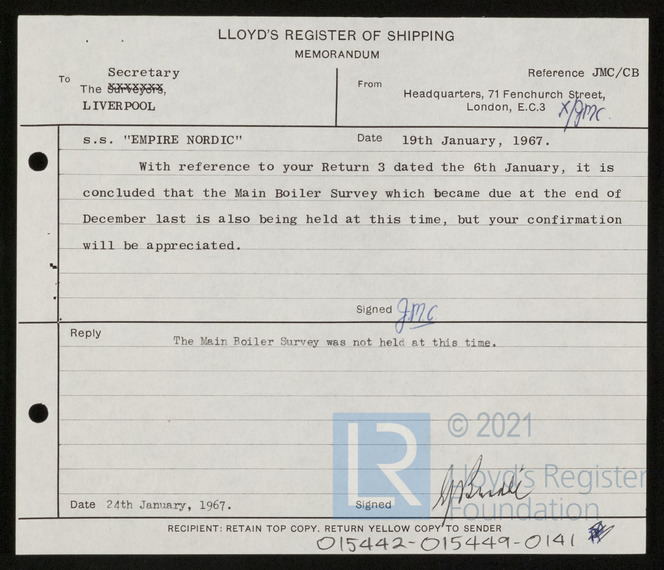 LLOYD'S REGISTER OF SHIPPING
MEMORANDUM
To
Secretary
The Surveyors,
LIVERPOOL
From
Reference JMC/CB
Headquarters, 71 Fenchurch Street,
London, E.C.3
X/JMC.
s.s. "EMPIRE NORDIC"
Date 19th January, 1967.
With reference to your Return 3 dated the 6th January, it is
concluded that the Main Boiler Survey which became due at the end of
December last is also being held at this time, but your confirmation
will be appreciated.
Signed JMC
Reply
The Main Boiler Survey was not held at this time.
LR
© 2021
Lloyd's Register
Foundation
Date 24th January, 1967.
Signed
RECIPIENT: RETAIN TOP COPY. RETURN YELLOW COPY TO SENDER
015442-015449-0141